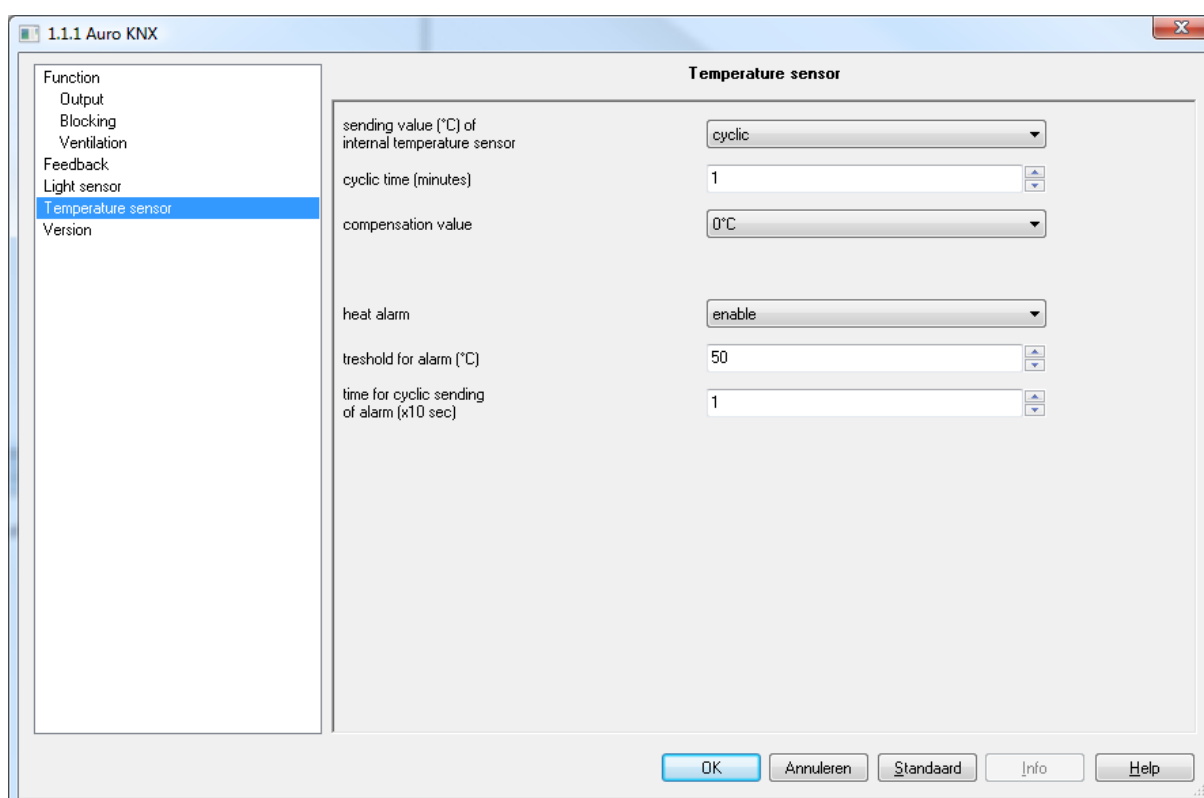 1.1.1 Auro KNX
Function
Output
Blocking
Ventilation
Feedback
Light sensor
Temperature sensor
Version
Temperature sensor
sending value (°C) of
internal temperature sensor
cyclic
cyclic time (minutes)
1
compensation value
0°C
heat alarm
enable
treshold for alarm (°C)
50
time for cyclic sending
of alarm (x10 sec)
1
OK
Annuleren
Standaard
Info
Help